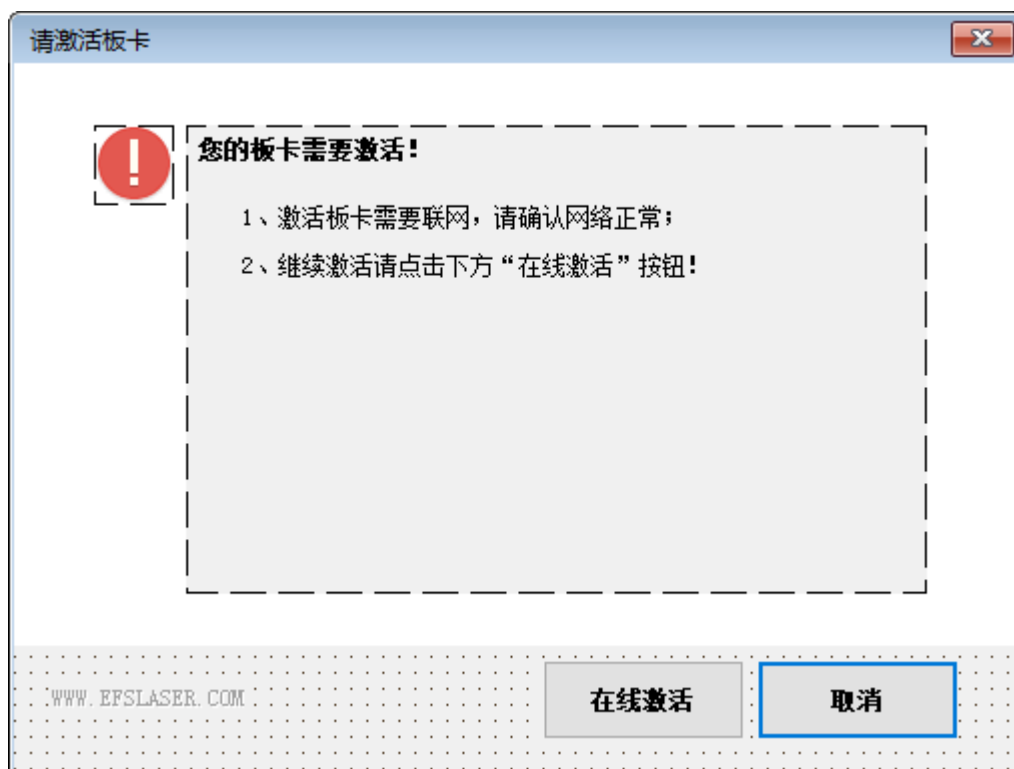 请激活板卡
您的板卡需要激活！
1、激活板卡需要联网，请确认网络正常；
2、继续激活请点击下方“在线激活”按钮！
WWW.EFSLASER.COM
在线激活
取消